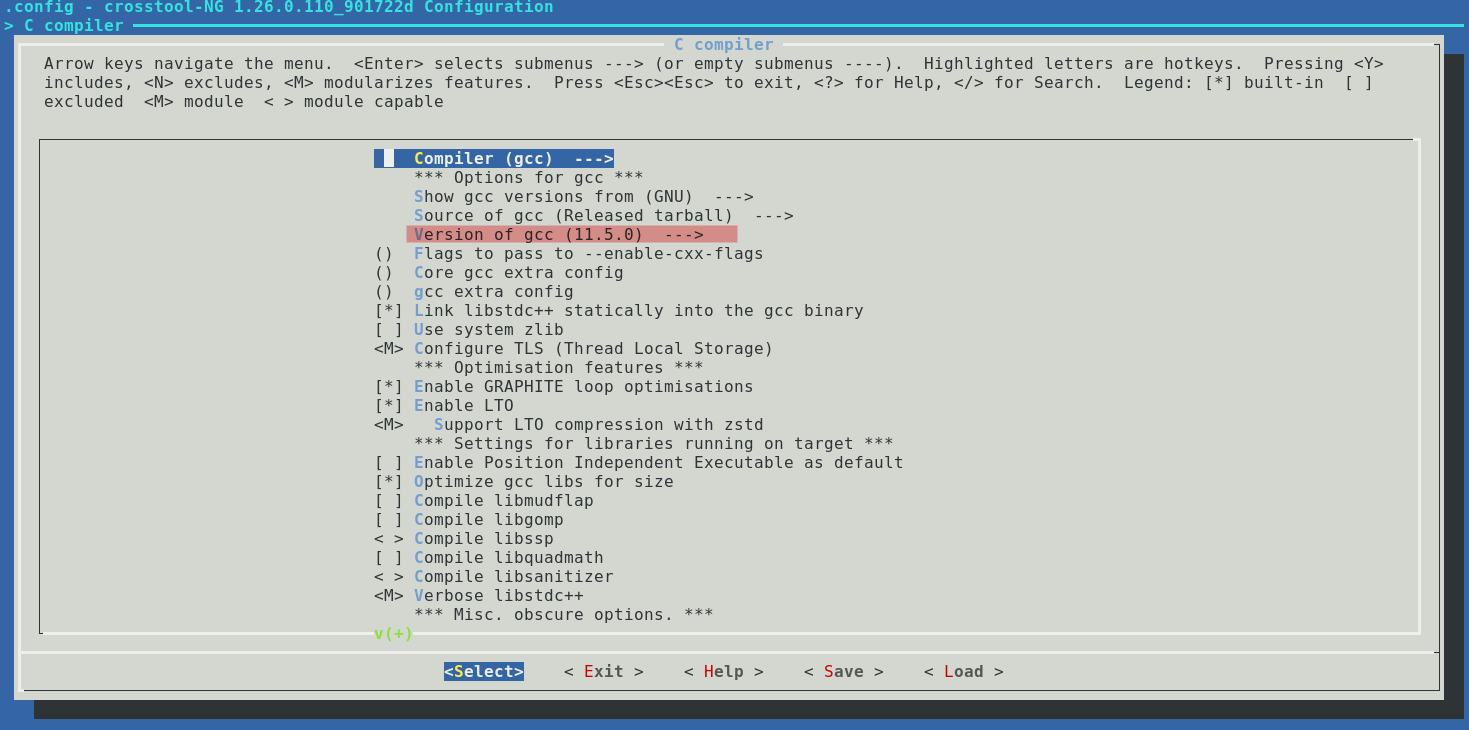 .config - crosstool-NG 1.26.0.110_901722d Configuration
> C compiler
C compiler
Arrow keys navigate the menu.  <Enter> selects submenus ---> (or empty submenus ----).  Highlighted letters are hotkeys.  Pressing <Y>
includes, <N> excludes, <M> modularizes features.  Press <Esc><Esc> to exit, <?> for Help, </> for Search.  Legend: [*] built-in  [ ]
excluded  <M> module  < > module capable
Compiler (gcc)  --->
*** Options for gcc ***
Show gcc versions from (GNU)  --->
Source of gcc (Released tarball)  --->
Version of gcc (11.5.0)  --->
()  Flags to pass to --enable-cxx-flags
()  Core gcc extra config
()  gcc extra config
[*] Link libstdc++ statically into the gcc binary
[ ] Use system zlib
<M> Configure TLS (Thread Local Storage)
*** Optimisation features ***
[*] Enable GRAPHITE loop optimisations
[*] Enable LTO
<M>   Support LTO compression with zstd
*** Settings for libraries running on target ***
[ ] Enable Position Independent Executable as default
[*] Optimize gcc libs for size
[ ] Compile libmudflap
[ ] Compile libgomp
< > Compile libssp
[ ] Compile libquadmath
< > Compile libsanitizer
<M> Verbose libstdc++
*** Misc. obscure options. ***
v(+)
<Select>    < Exit >    < Help >    < Save >    < Load >